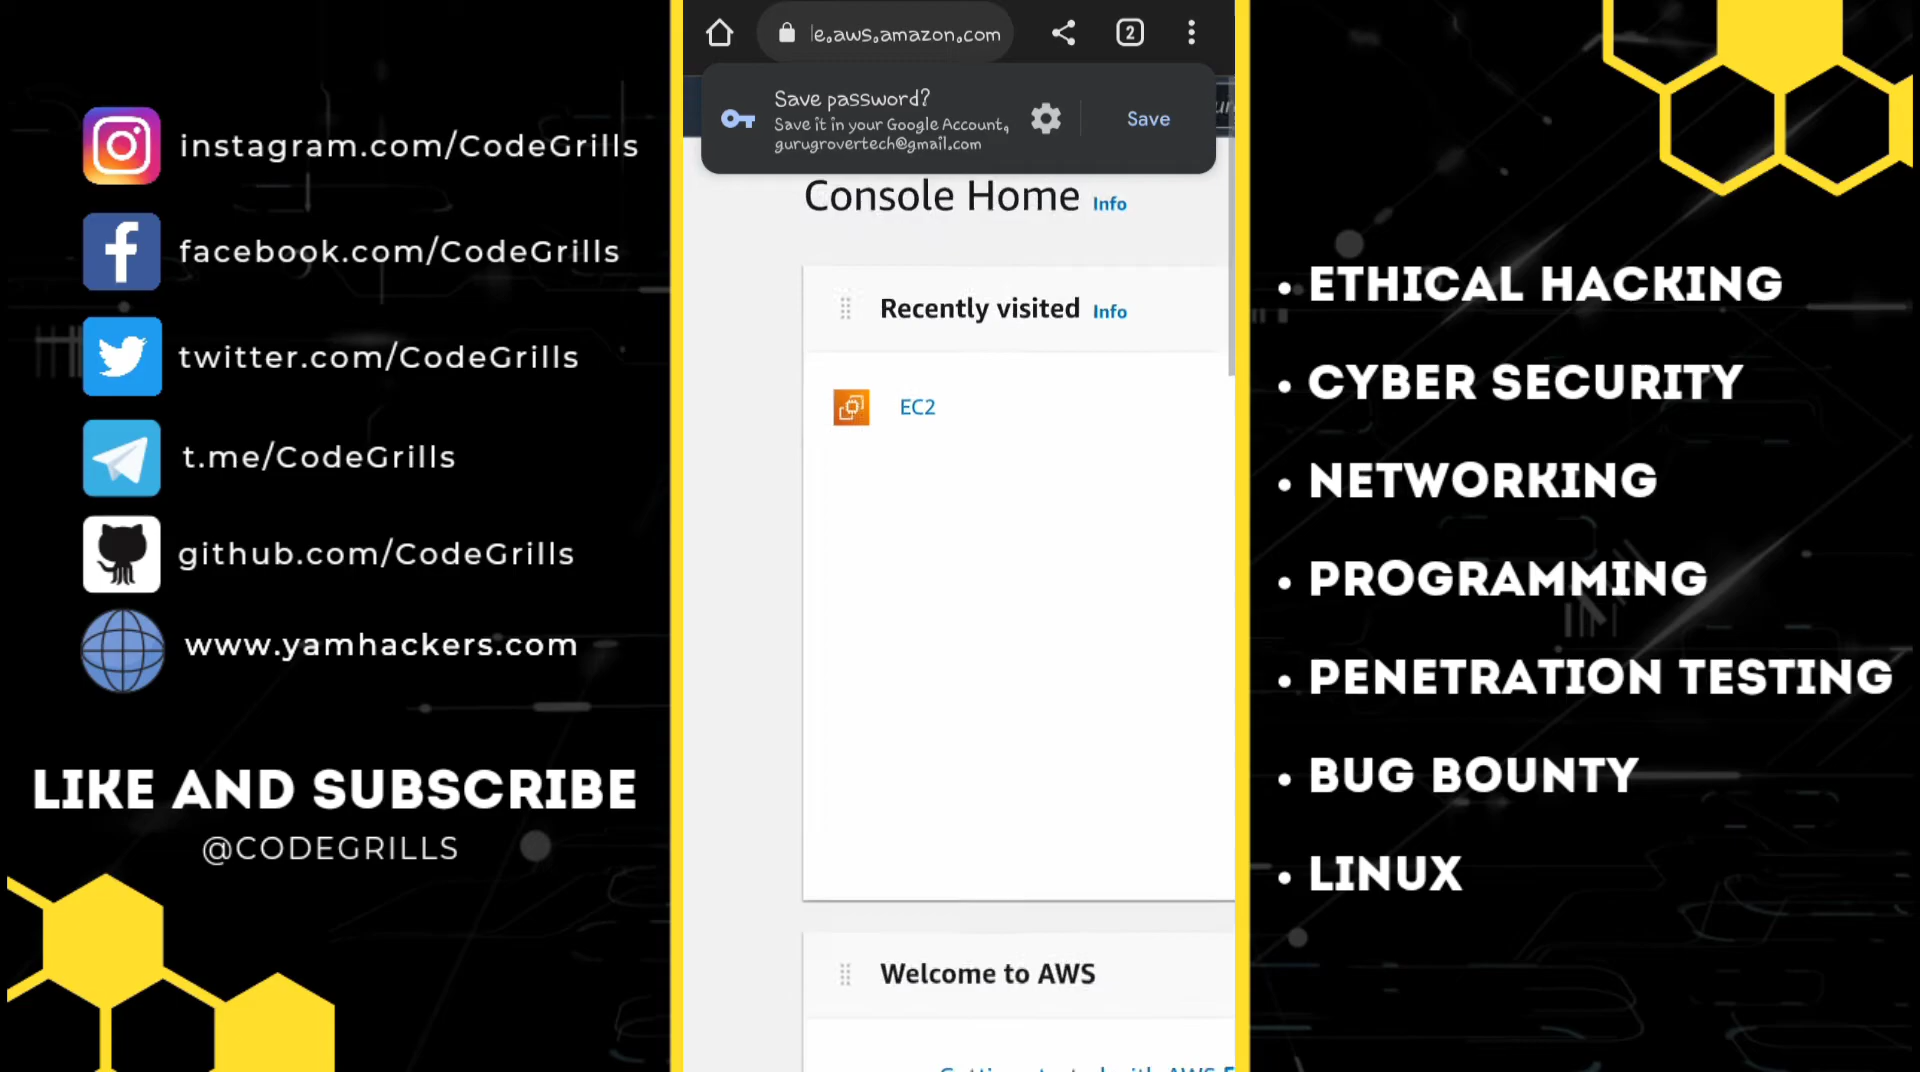 instagram.com/CodeGrills
facebook.com/CodeGrills
twitter.com/CodeGrills
t.me/CodeGrills
github.com/CodeGrills
www.yamhackers.com
LIKE AND SUBSCRIBE
@CODEGRILLS
e.aws.amazon.com
2
Save password?
Save it in your Google Account,
gurugrovertech@gmail.com
Save
Console Home Info
Recently visited Info
EC2
Welcome to AWS
• ETHICAL HACKING
• CYBER SECURITY
• NETWORKING
• PROGRAMMING
• PENETRATION TESTING
• BUG BOUNTY
• LINUX